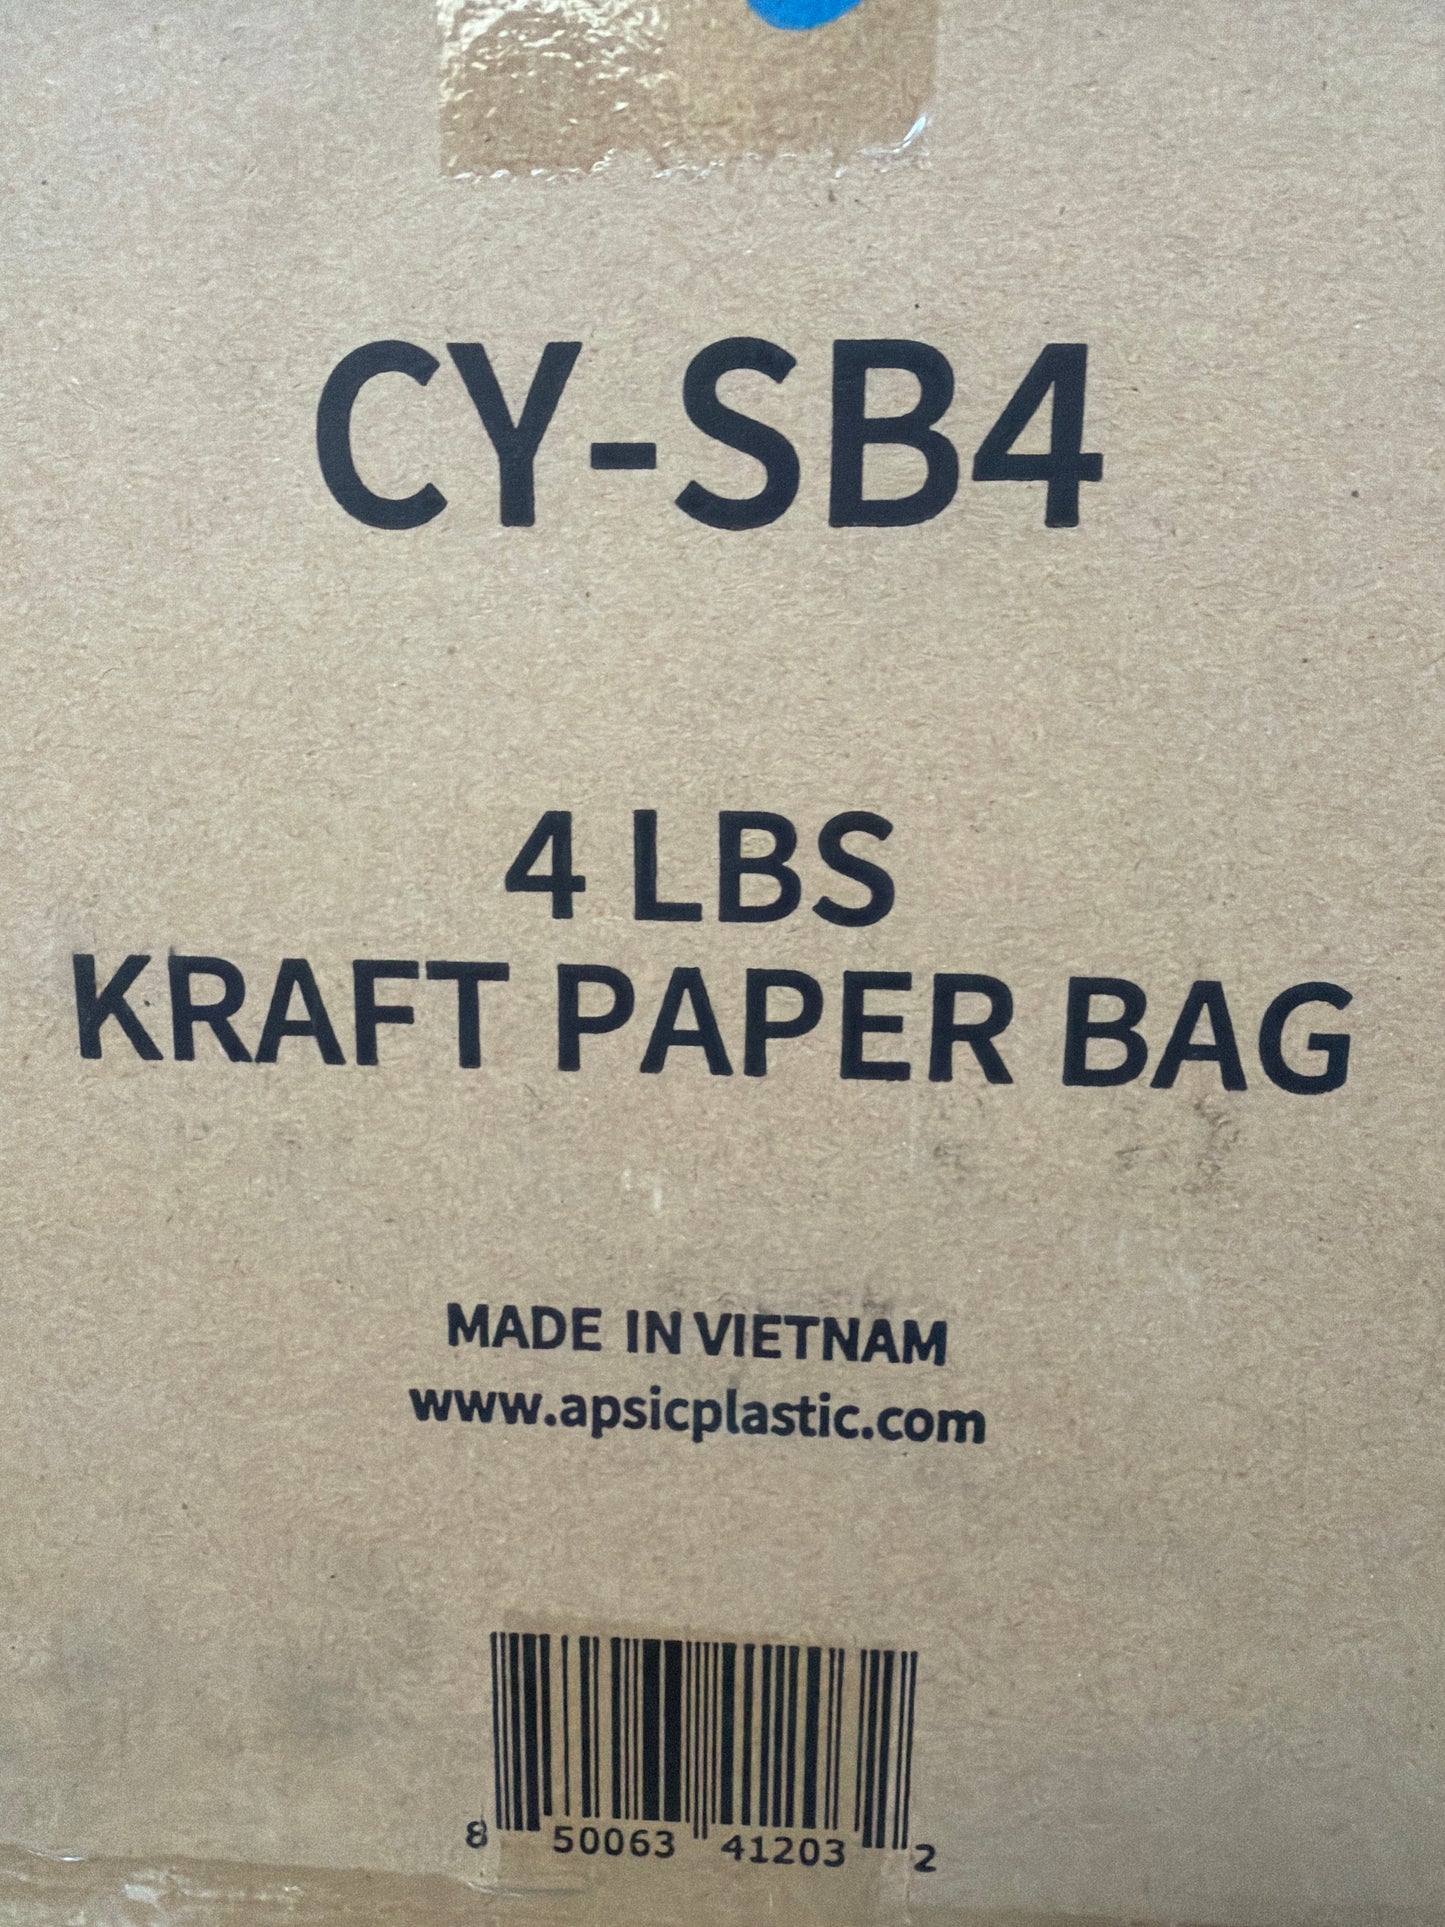 CY-SB4
4 LBS
KRAFT PAPER BAG
MADE IN VIETNAM
www.apsicplastic.com
8 50063 41203 2